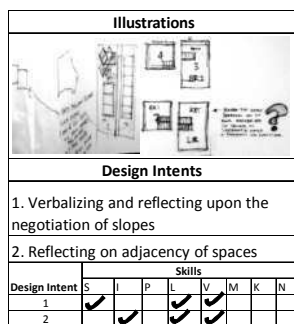 Illustrations
Design Intents
1. Verbalizing and reflecting upon the
negotiation of slopes
2. Reflecting on adjacency of spaces
Skills
Design Intent S I P L V M K N
1 ✔ ✔ ✔
2 ✔ ✔ ✔